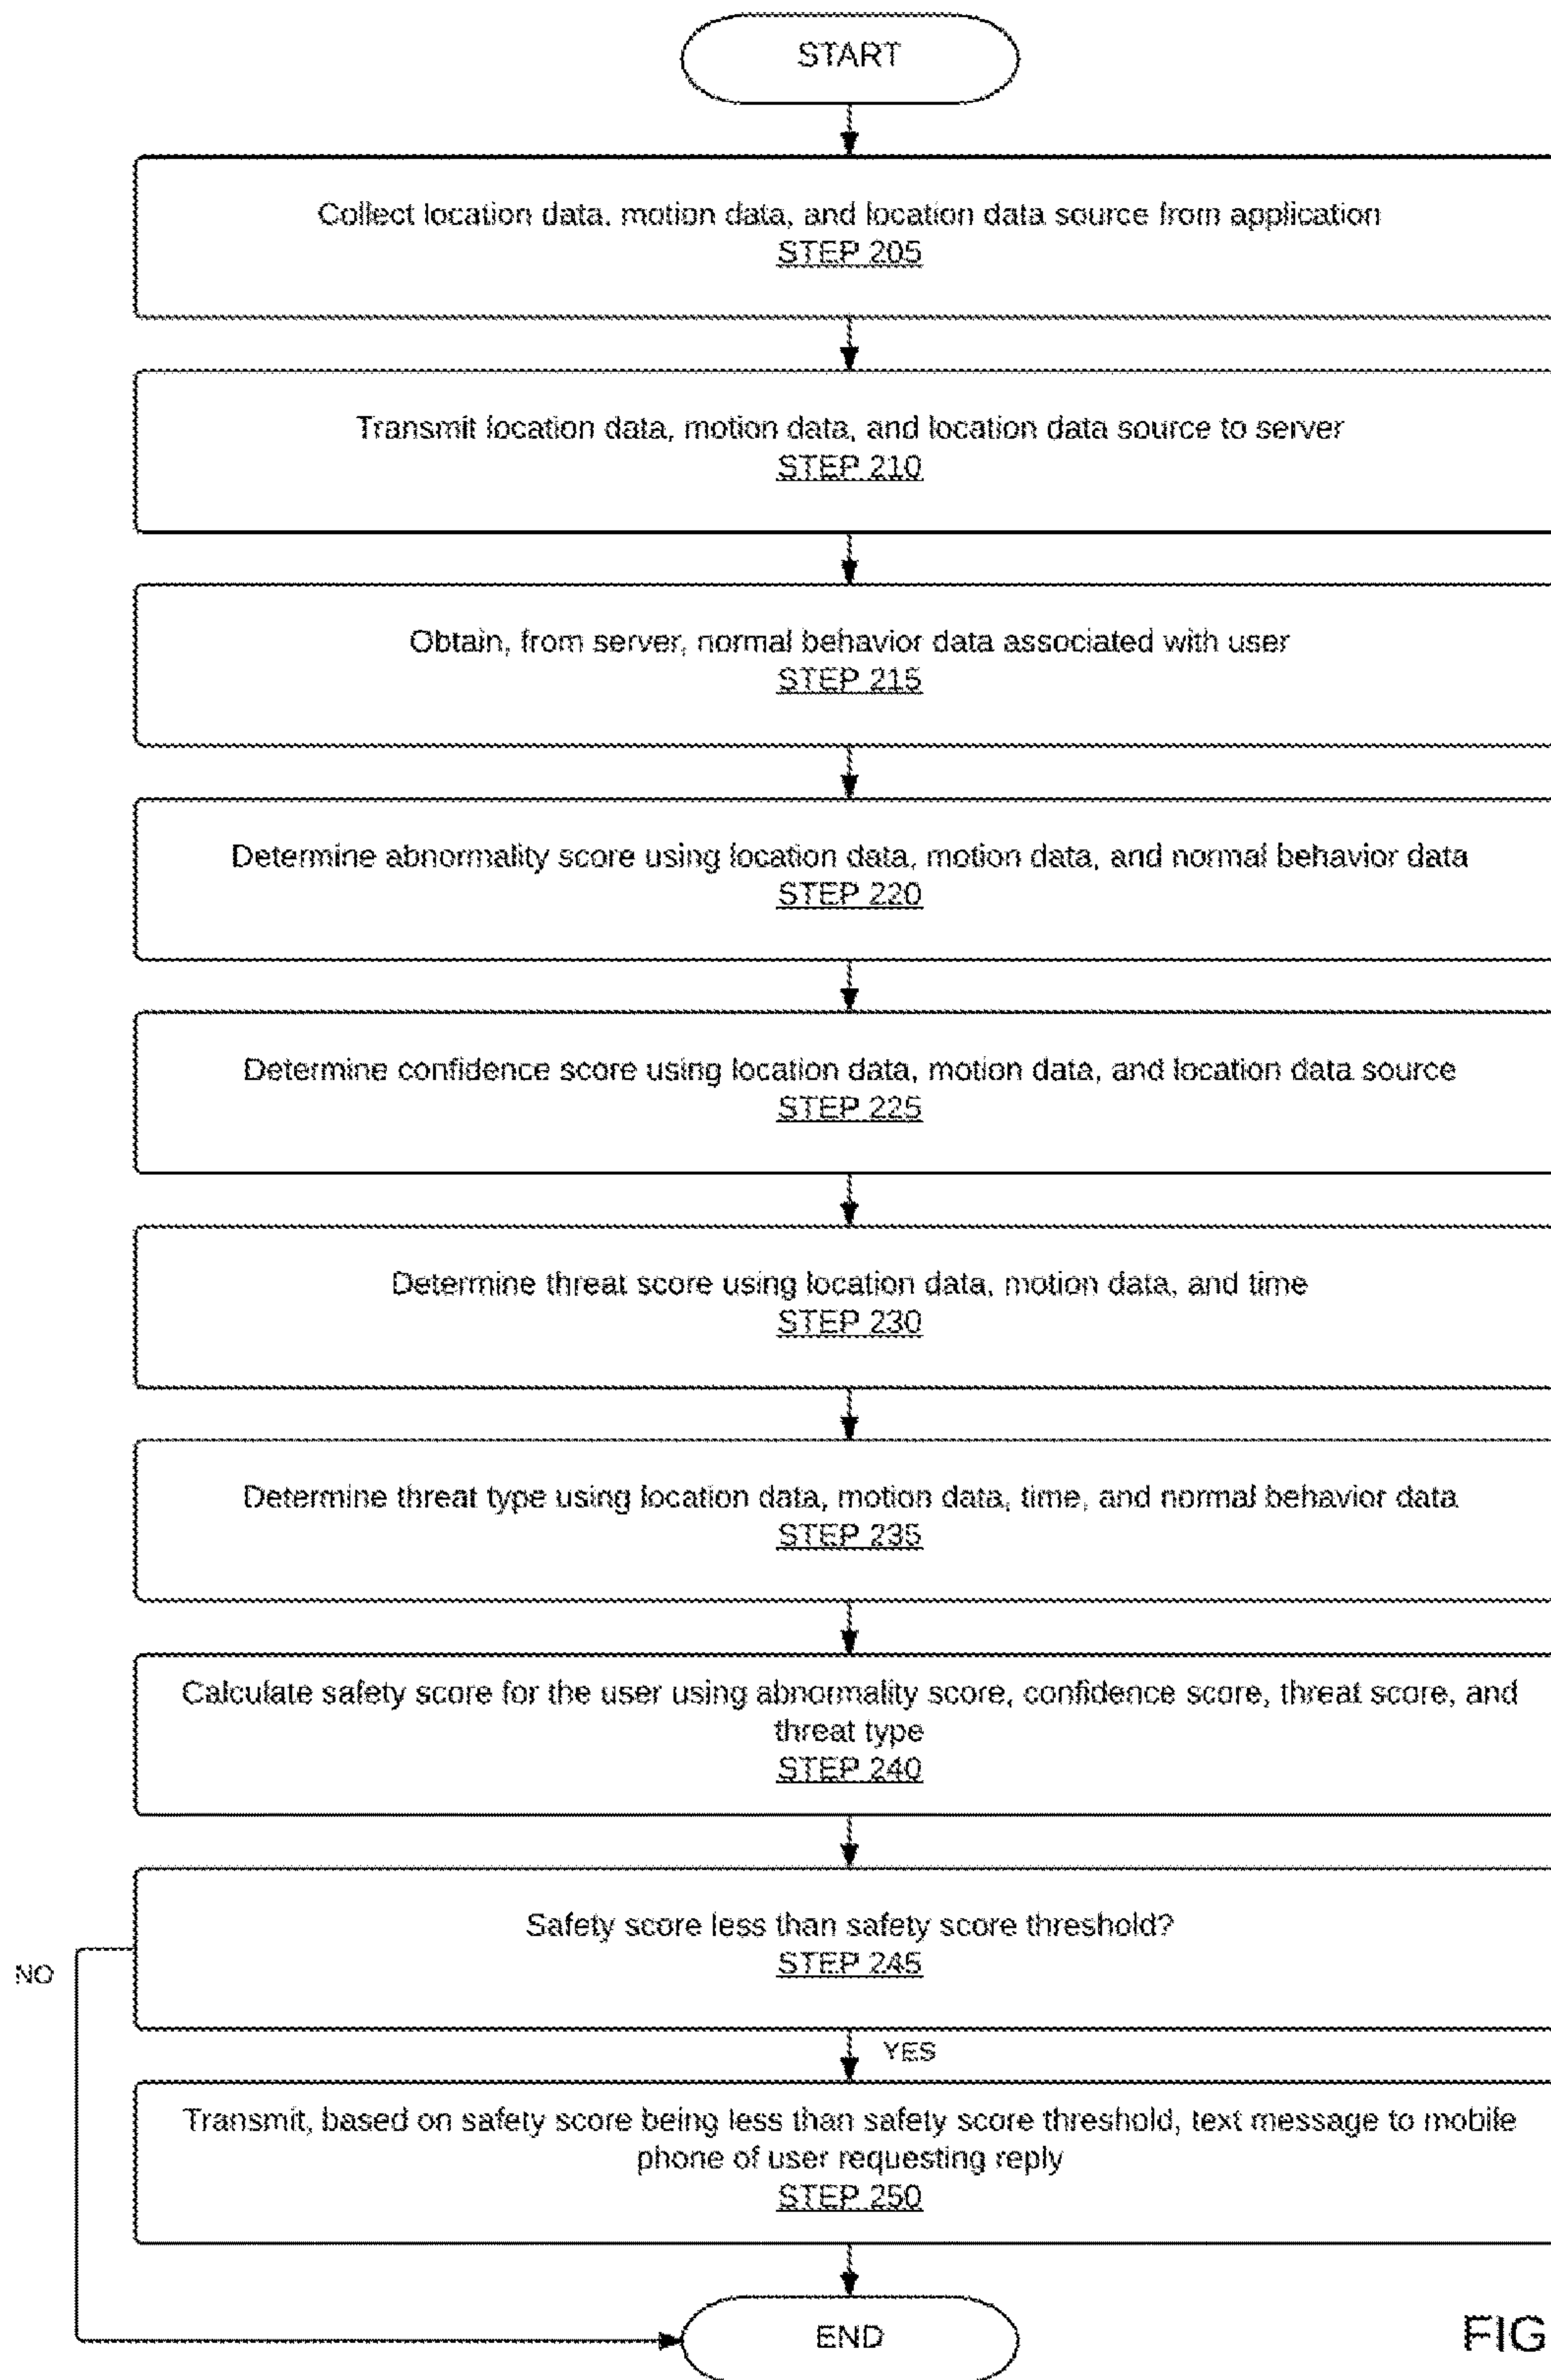 START
Collect location data, motion data, and location data source from application
STEP 205
Transmit location data, motion data, and location data source to server
STEP 210
Obtain, from server, normal behavior data associated with user
STEP 215
Determine abnormality score using location data, motion data, and normal behavior data
STEP 220
Determine confidence score using location data, motion data, and location data source
STEP 225
Determine threat score using location data, motion data, and time
STEP 230
Determine threat type using location data, motion data, time, and normal behavior data
STEP 235
Calculate safety score for the user using abnormality score, confidence score, threat score, and
threat type
STEP 240
Safety score less than safety score threshold?
STEP 245
NO
YES
Transmit, based on safety score being less than safety score threshold, text message to mobile
phone of user requesting reply
STEP 250
END
FIG